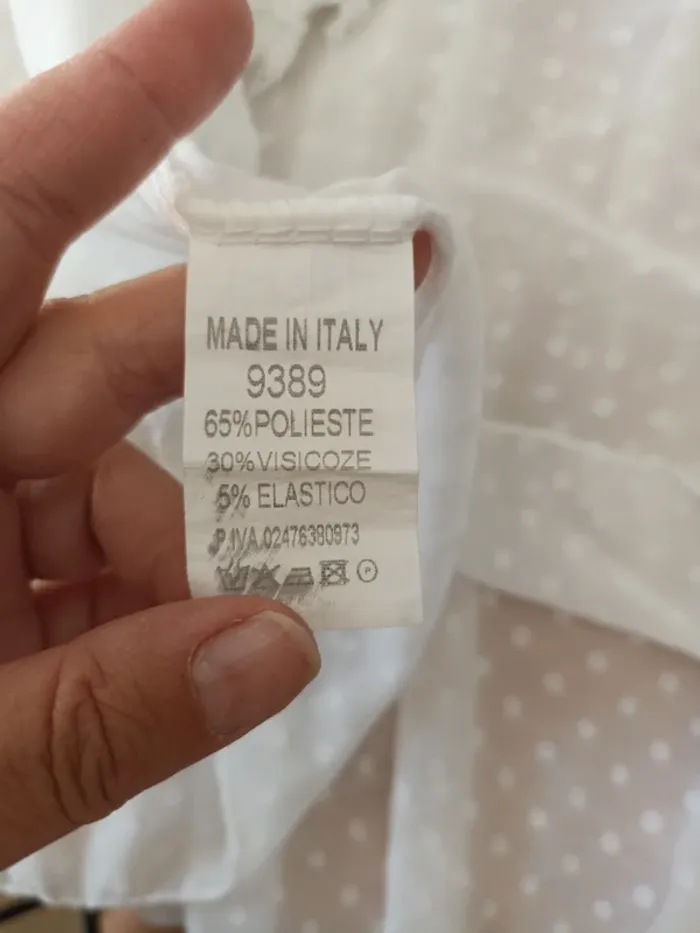 MADE IN ITALY
9389
65%POLIESTE
30%VISICOZE
5% ELASTICO
P.IVA.02476380973
P